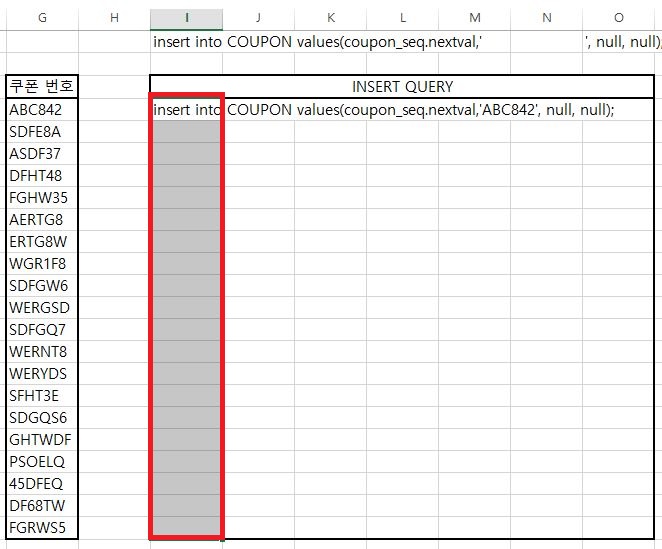 G H I J K L M N O
insert into COUPON values(coupon_seq.nextval,' ', null, null);
쿠폰 번호 INSERT QUERY
ABC842 insert into COUPON values(coupon_seq.nextval,'ABC842', null, null);
SDFE8A
ASDF37
DFHT48
FGHW35
AERTG8
ERTG8W
WGR1F8
SDFGW6
WERGSD
SDFGQ7
WERNT8
WERYDS
SFHT3E
SDGQS6
GHTWDF
PSOELQ
45DFEQ
DF68TW
FGRWS5